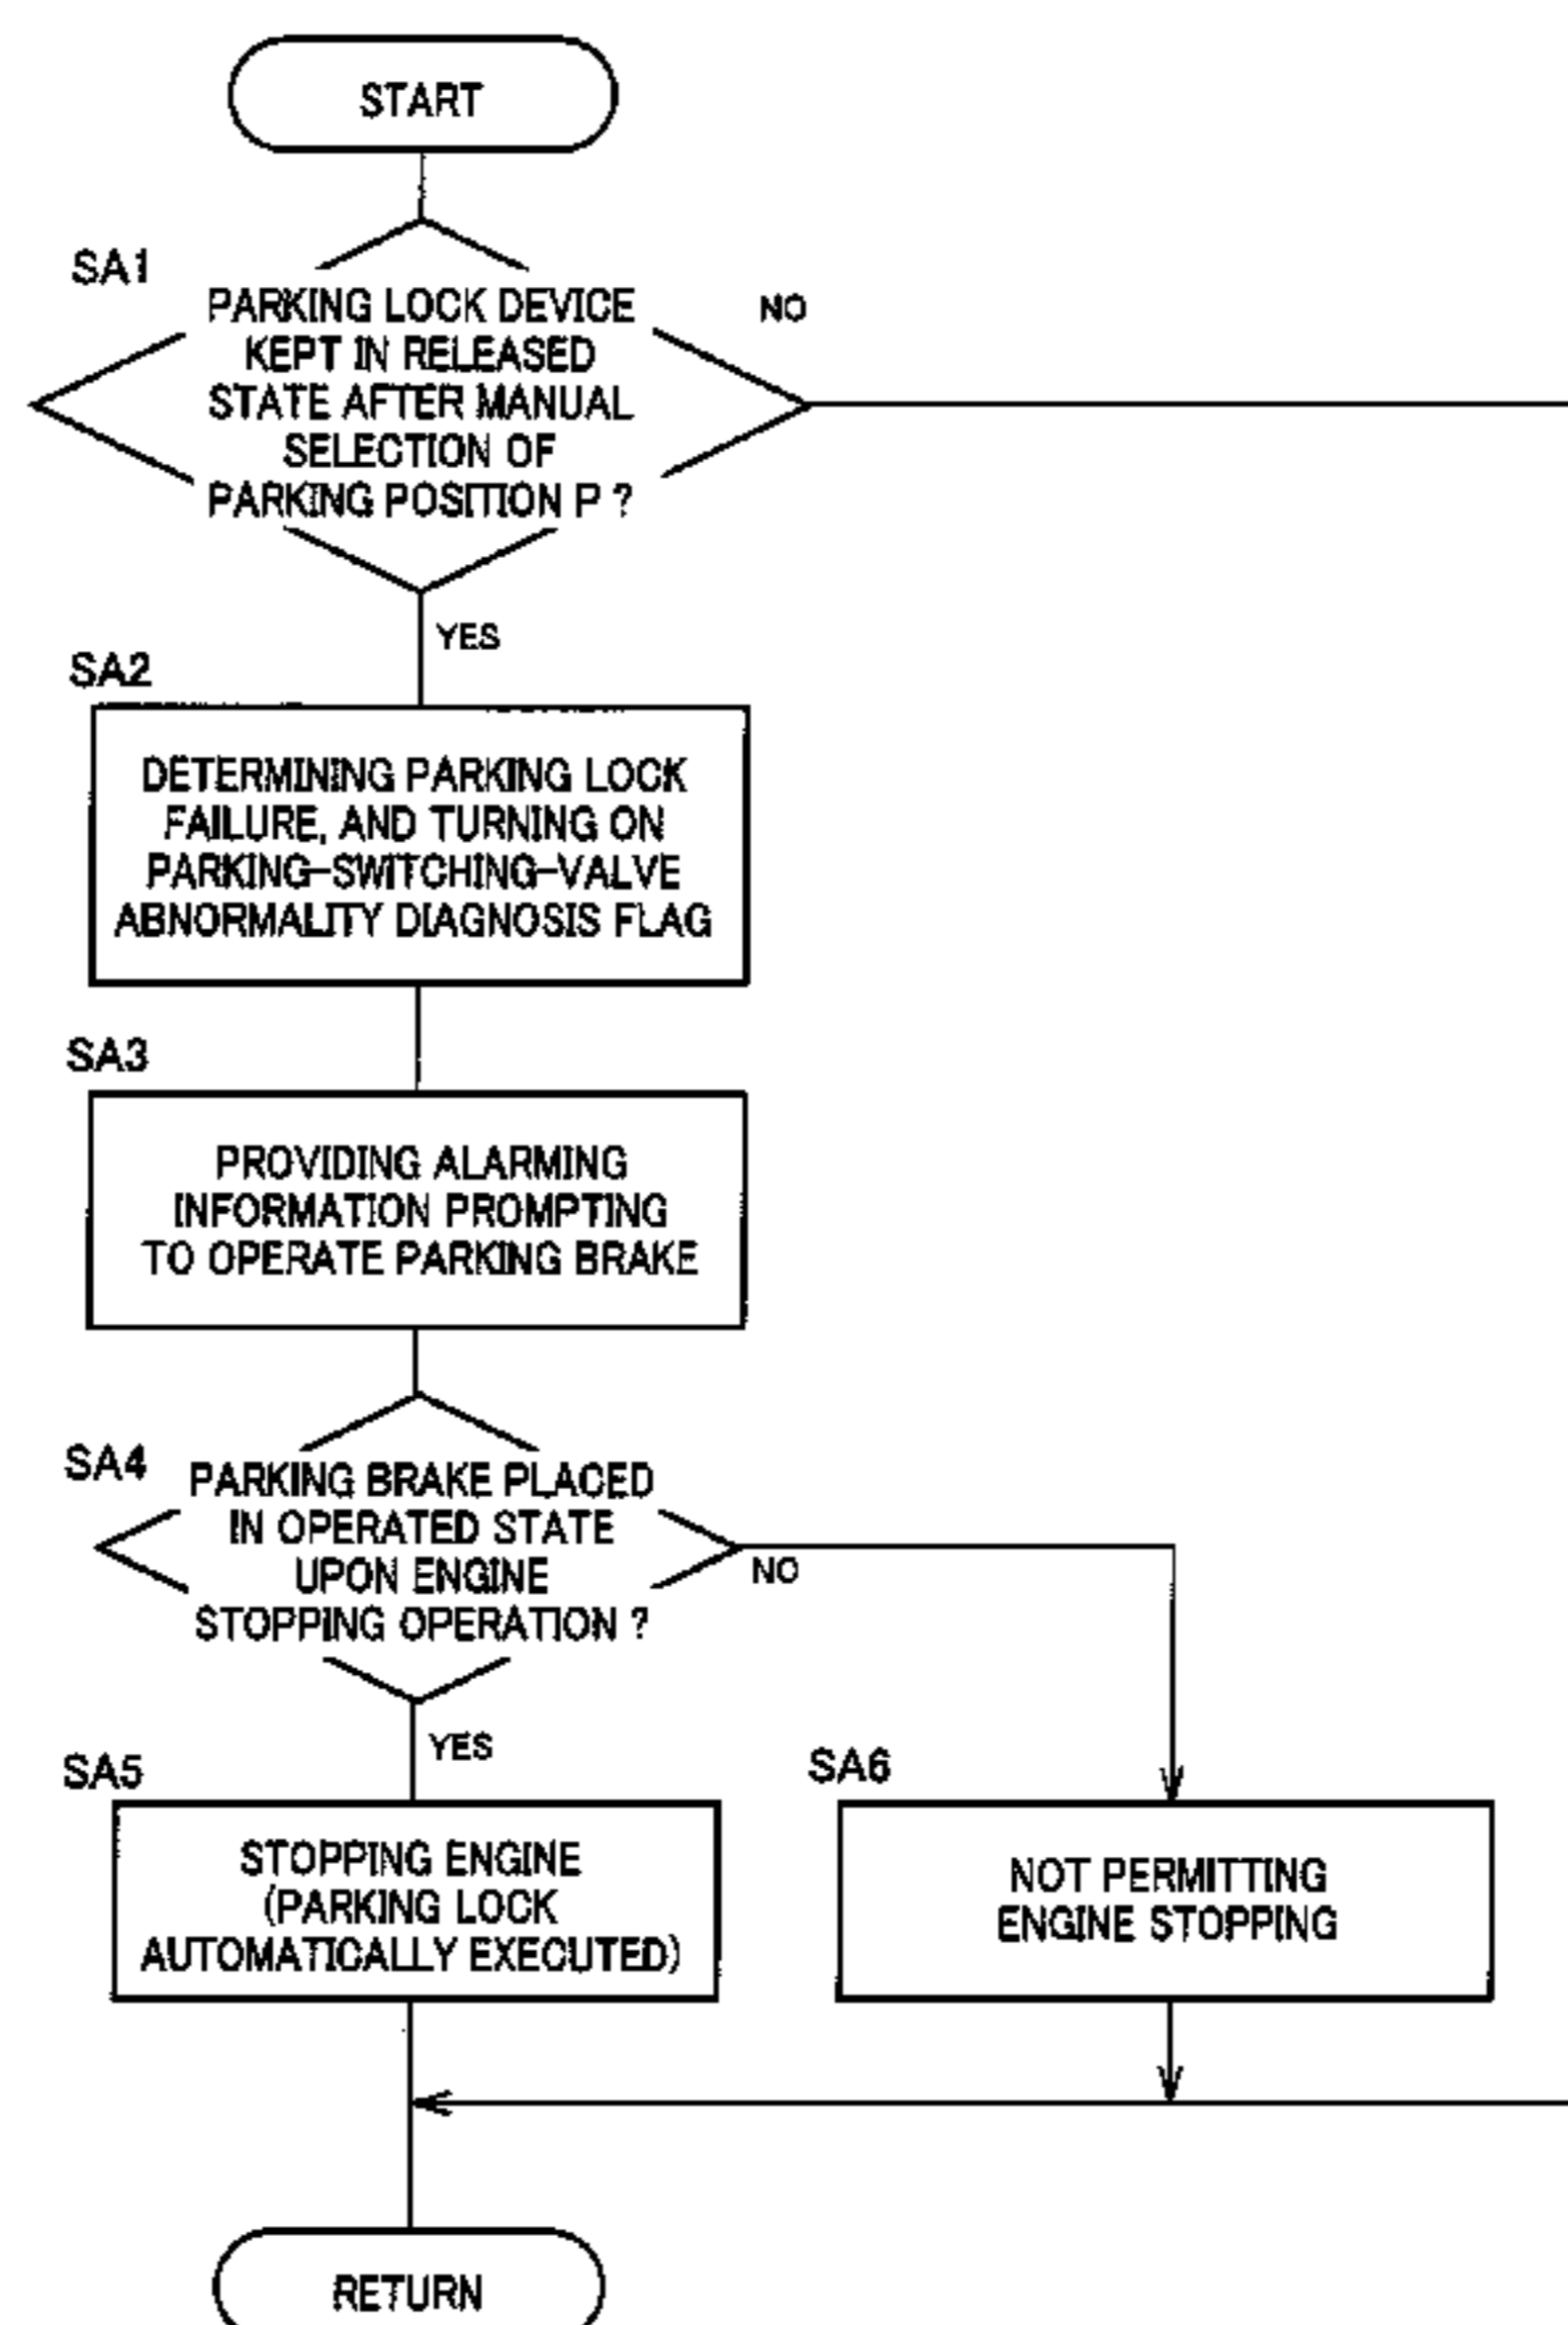 START
SA1
PARKING LOCK DEVICE
KEPT IN RELEASED
STATE AFTER MANUAL
SELECTION OF
PARKING POSITION P ?
NO
YES
SA2
DETERMINING PARKING LOCK
FAILURE, AND TURNING ON
PARKING-SWITCHING-VALVE
ABNORMALITY DIAGNOSIS FLAG
SA3
PROVIDING ALARMING
INFORMATION PROMPTING
TO OPERATE PARKING BRAKE
SA4
PARKING BRAKE PLACED
IN OPERATED STATE
UPON ENGINE
STOPPING OPERATION ?
NO
YES
SA5
STOPPING ENGINE
(PARKING LOCK
AUTOMATICALLY EXECUTED)
SA6
NOT PERMITTING
ENGINE STOPPING
RETURN